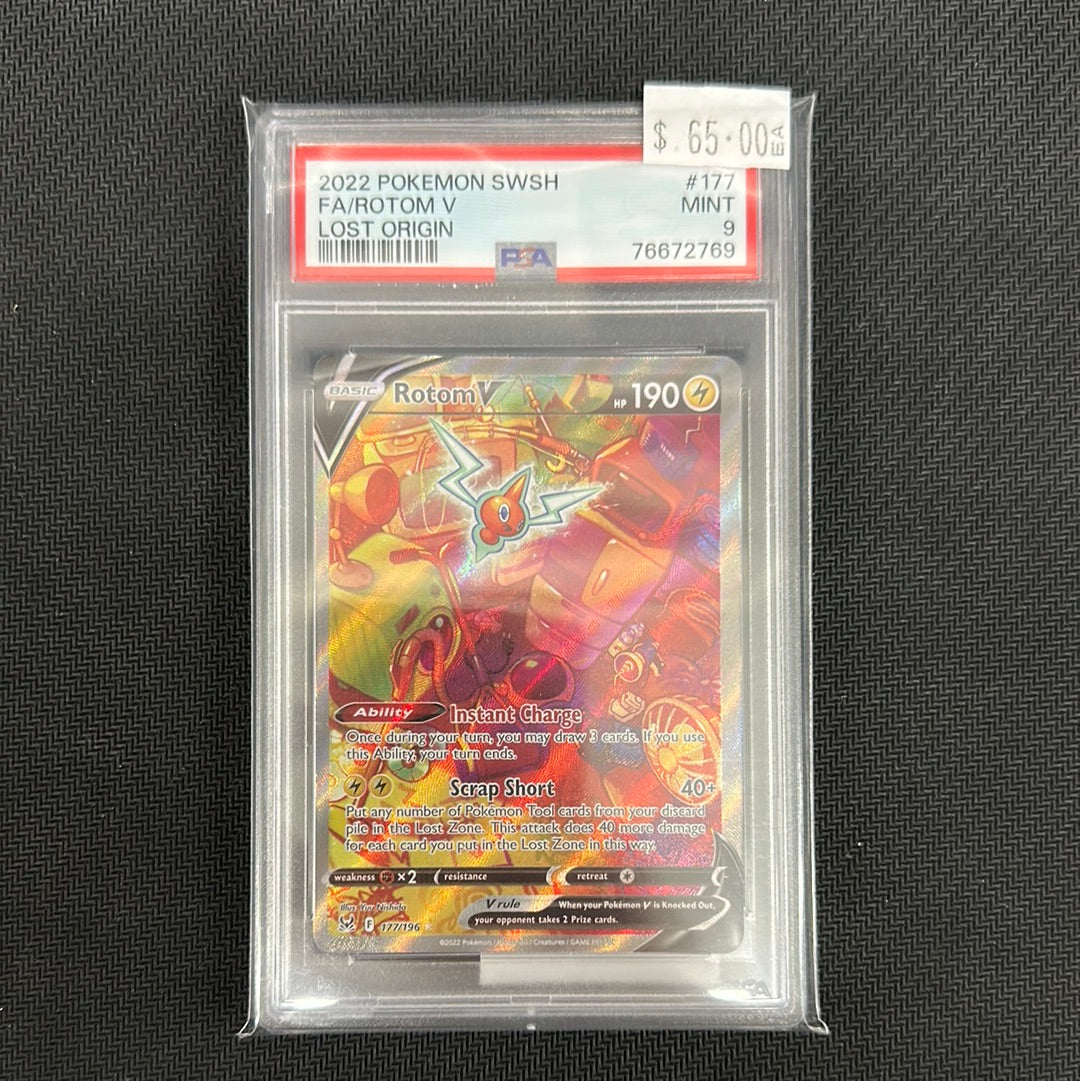 $ 65.00 EA
2022 POKEMON SWSH #177
FA/ROTOM V MINT
LOST ORIGIN 9
PSA 76672769
BASIC Rotom V HP 190
Ability Instant Charge
Once during your turn, you may draw 3 cards. If you use
this Ability, your turn ends.
Scrap Short 40+
Put any number of Pokémon Tool cards from your discard
pile in the Lost Zone. This attack does 40 more damage
for each card you put in the Lost Zone in this way.
weakness ×2 resistance retreat
Illus. Yuu Nishida
V rule When your Pokémon V is Knocked Out,
your opponent takes 2 Prize cards.
F 177/196
©2022 Pokémon / Creatures / GAME